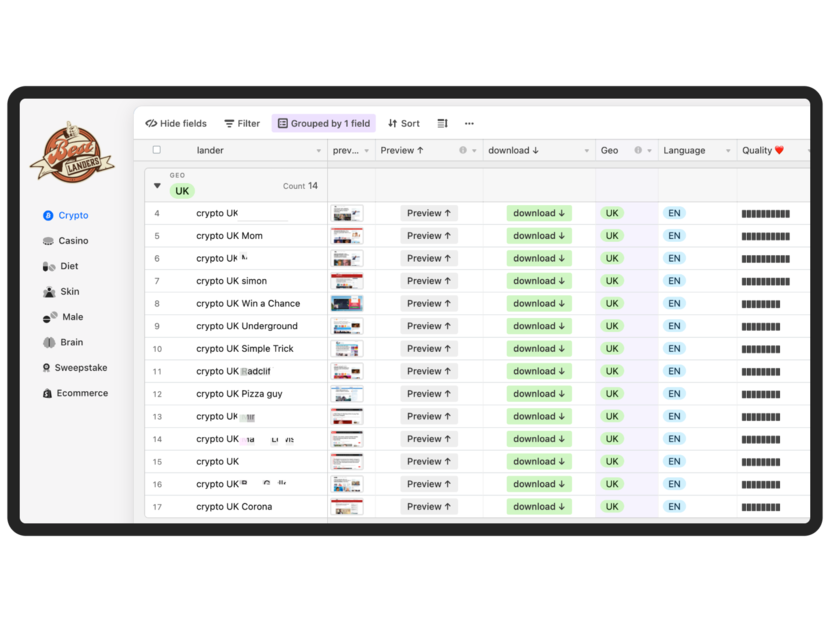 Hide fields Filter Grouped by 1 field Sort
Best
LANDERS
lander prev... Preview ↑ download ↓ Geo Language Quality ❤️
GEO
UK Count 14
Crypto
Casino
Diet
Skin
Male
Brain
Sweepstake
Ecommerce
4 crypto UK Preview ↑ download ↓ UK EN
5 crypto UK Mom Preview ↑ download ↓ UK EN
6 crypto UK Preview ↑ download ↓ UK EN
7 crypto UK simon Preview ↑ download ↓ UK EN
8 crypto UK Win a Chance Preview ↑ download ↓ UK EN
9 crypto UK Underground Preview ↑ download ↓ UK EN
10 crypto UK Simple Trick Preview ↑ download ↓ UK EN
11 crypto UK adclif Preview ↑ download ↓ UK EN
12 crypto UK Pizza guy Preview ↑ download ↓ UK EN
13 crypto UK Preview ↑ download ↓ UK EN
14 crypto UK Preview ↑ download ↓ UK EN
15 crypto UK Preview ↑ download ↓ UK EN
16 crypto UK Preview ↑ download ↓ UK EN
17 crypto UK Corona Preview ↑ download ↓ UK EN